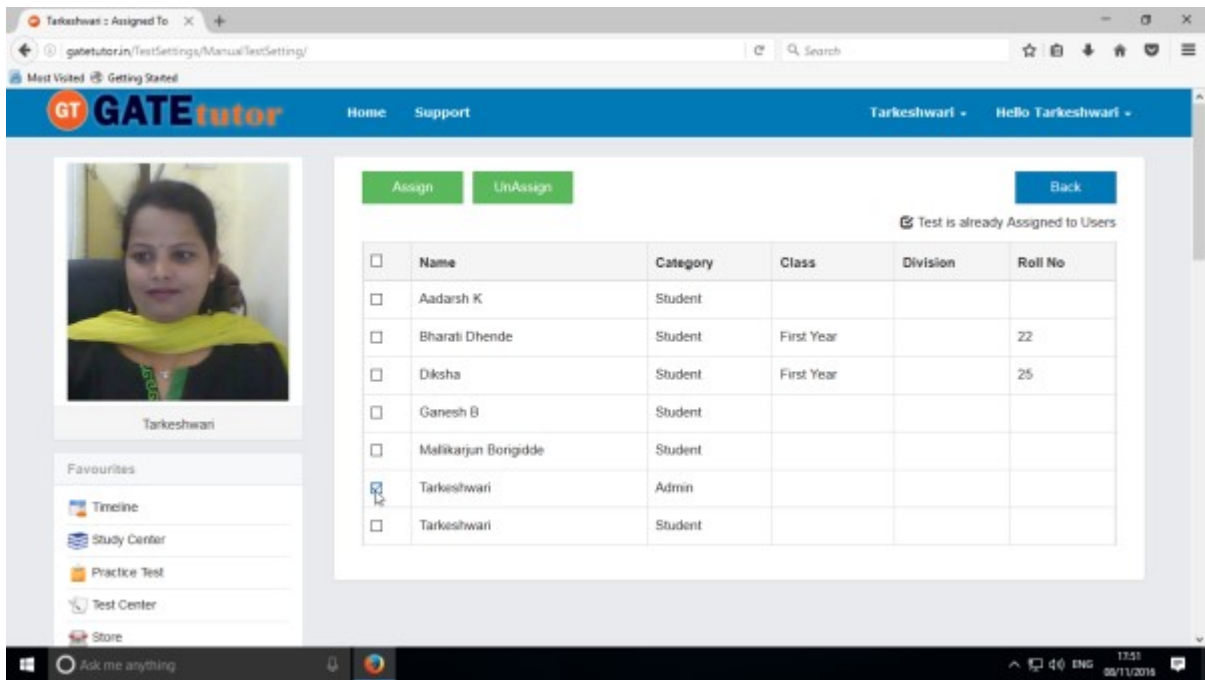 Tarkeshwari :: Assigned To
gatetutor.in/TestSettings/ManualTestSetting/
Search
Most Visited Getting Started
GT GATEtutor Home Support Tarkeshwari Hello Tarkeshwari
Assign UnAssign Back
Test is already Assigned to Users
Name Category Class Division Roll No
Aadarsh K Student
Bharati Dhende Student First Year 22
Diksha Student First Year 25
Ganesh B Student
Mallikarjun Borigidde Student
Tarkeshwari Admin
Tarkeshwari Student
Tarkeshwari
Favourites
Timeline
Study Center
Practice Test
Test Center
Store
Ask me anything
ENG
17:51
08/11/2016